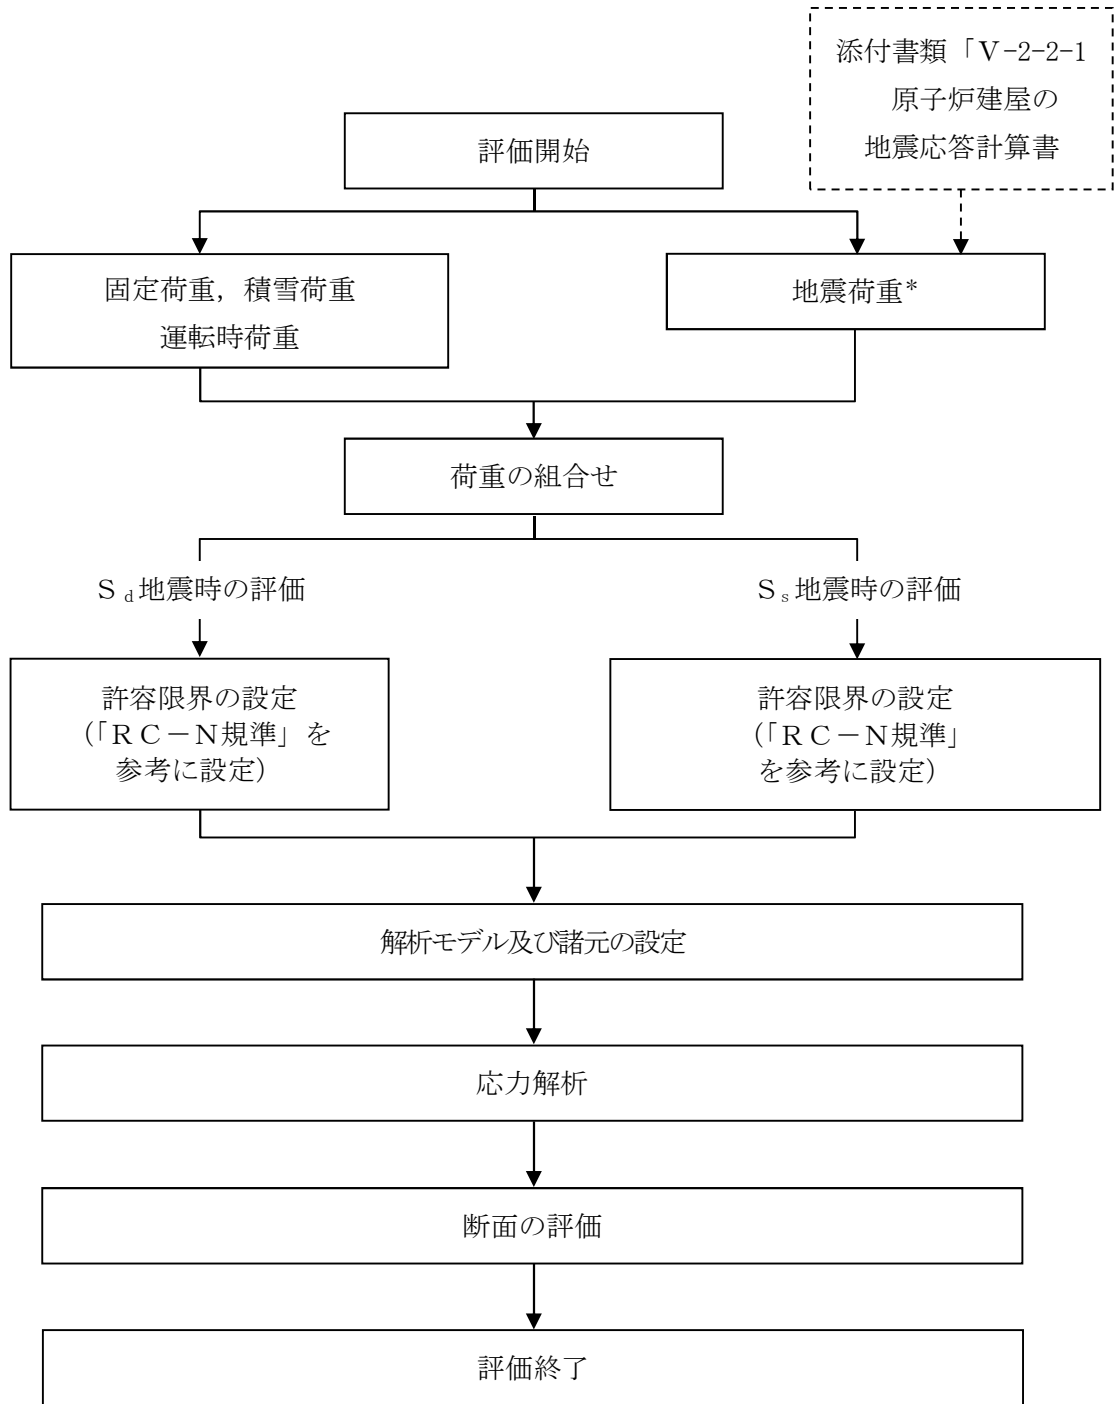 添付書類「Ⅴ-2-2-1
原子炉建屋の
地震応答計算書
評価開始
固定荷重，積雪荷重
運転時荷重
地震荷重*
荷重の組合せ
Ｓｄ地震時の評価
Ｓｓ地震時の評価
許容限界の設定
（「ＲＣ－Ｎ規準」を
参考に設定）
許容限界の設定
（「ＲＣ－Ｎ規準」
を参考に設定）
解析モデル及び諸元の設定
応力解析
断面の評価
評価終了